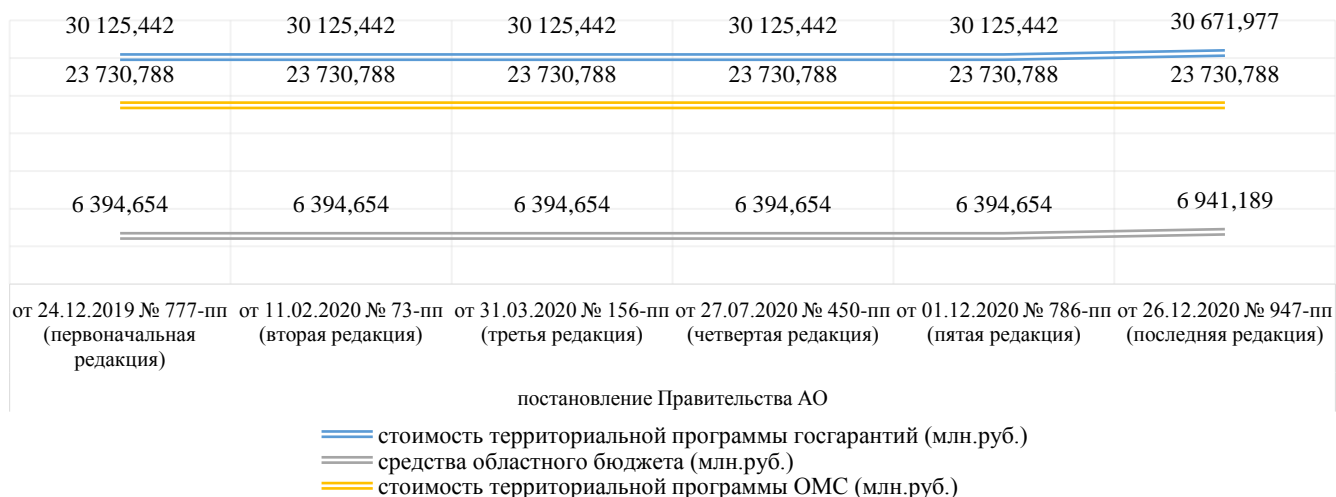 30 125,442 30 125,442 30 125,442 30 125,442 30 125,442 30 671,977
23 730,788 23 730,788 23 730,788 23 730,788 23 730,788 23 730,788
6 394,654 6 394,654 6 394,654 6 394,654 6 394,654 6 941,189
от 24.12.2019 № 777-пп от 11.02.2020 № 73-пп от 31.03.2020 № 156-пп от 27.07.2020 № 450-пп от 01.12.2020 № 786-пп от 26.12.2020 № 947-пп
(первоначальная (вторая редакция) (третья редакция) (четвертая редакция) (пятая редакция) (последняя редакция)
редакция)
постановление Правительства АО
стоимость территориальной программы госгарантий (млн.руб.)
средства областного бюджета (млн.руб.)
стоимость территориальной программы ОМС (млн.руб.)